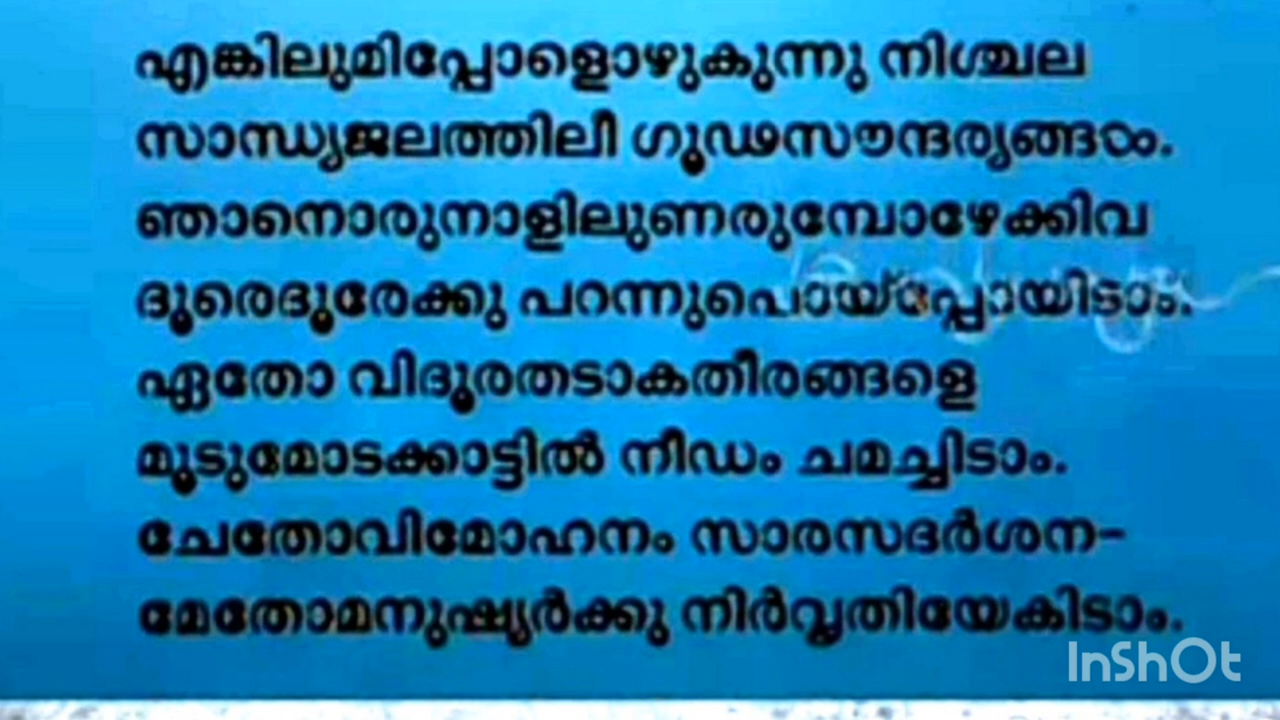 എങ്കിലുമിപ്പോളൊഴുകുന്നു നിശ്ചല
സാന്ധ്യജലത്തിലീ ഗൂഢസൗന്ദര്യങ്ങൾ.
ഞാനൊരുനാളിലുണരുമ്പോഴേക്കിവ
ദൂരെദൂരേക്കു പറന്നുപൊയ്പ്പോയിടാം.
ഏതോ വിദൂരതടാകതീരങ്ങളെ
മൂടുമോടക്കാട്ടിൽ നീഡം ചമച്ചിടാം.
ചേതോവിമോഹനം സാരസദർശന-
മേതോമനുഷ്യർക്കു നിർവൃതിയേകിടാം.
InShOt